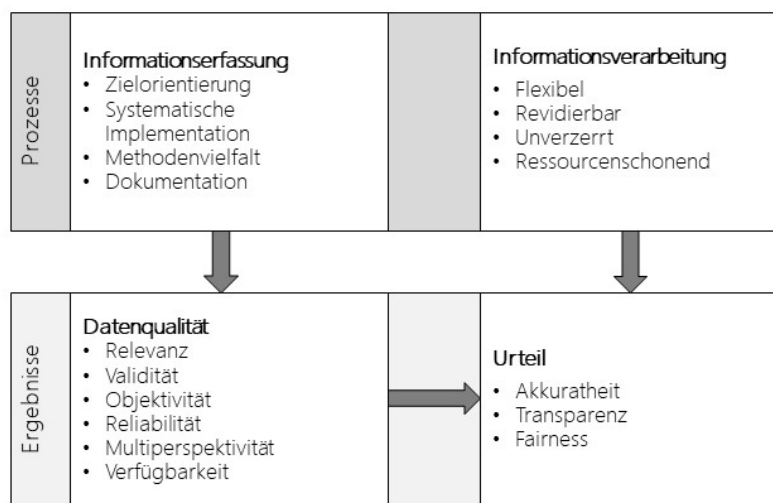 Prozesse
Informationserfassung
• Zielorientierung
• Systematische
Implementation
• Methodenvielfalt
• Dokumentation
Informationsverarbeitung
• Flexibel
• Revidierbar
• Unverzerrt
• Ressourcenschonend
Ergebnisse
Datenqualität
• Relevanz
• Validität
• Objektivität
• Reliabilität
• Multiperspektivität
• Verfügbarkeit
Urteil
• Akkuratheit
• Transparenz
• Fairness